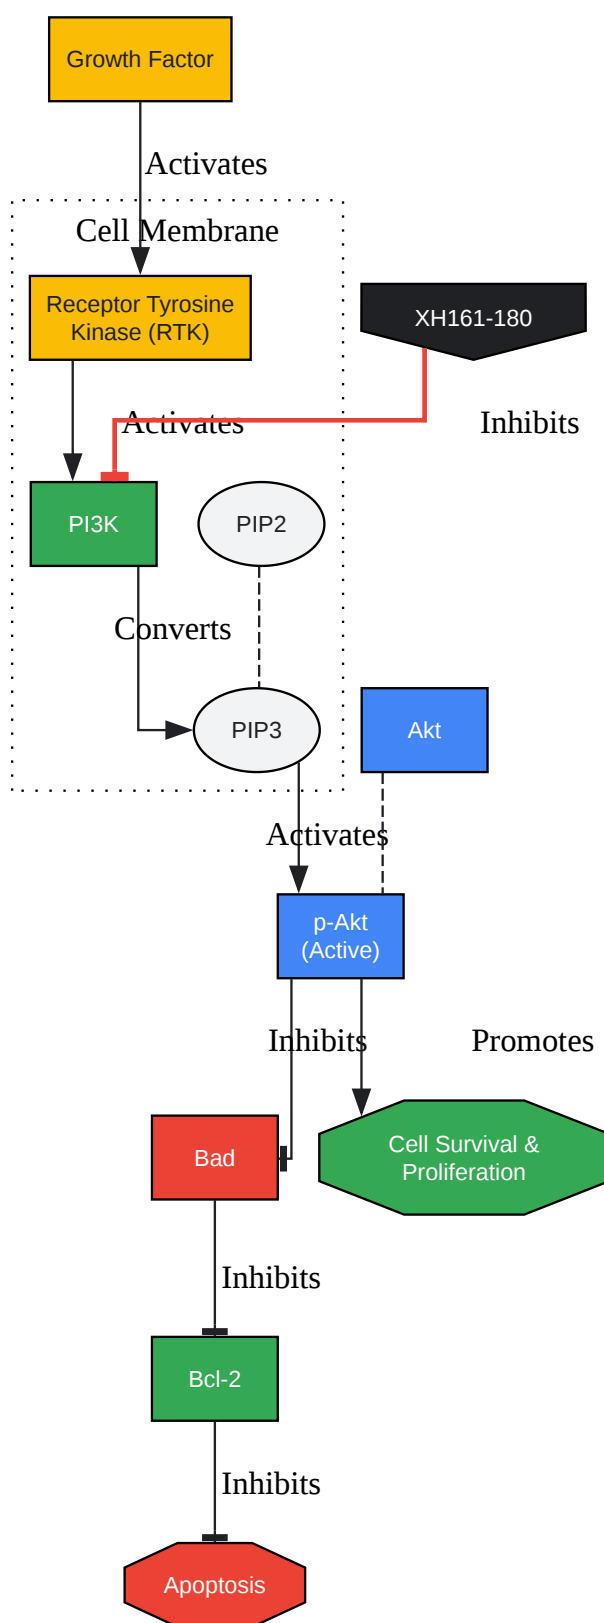 Growth Factor
Activates
Cell Membrane
Receptor Tyrosine
Kinase (RTK)
XH161-180
Activates
Inhibits
PI3K
PIP2
Converts
PIP3
Akt
Activates
p-Akt
(Active)
Inhibits
Promotes
Bad
Cell Survival &
Proliferation
Inhibits
Bcl-2
Inhibits
Apoptosis